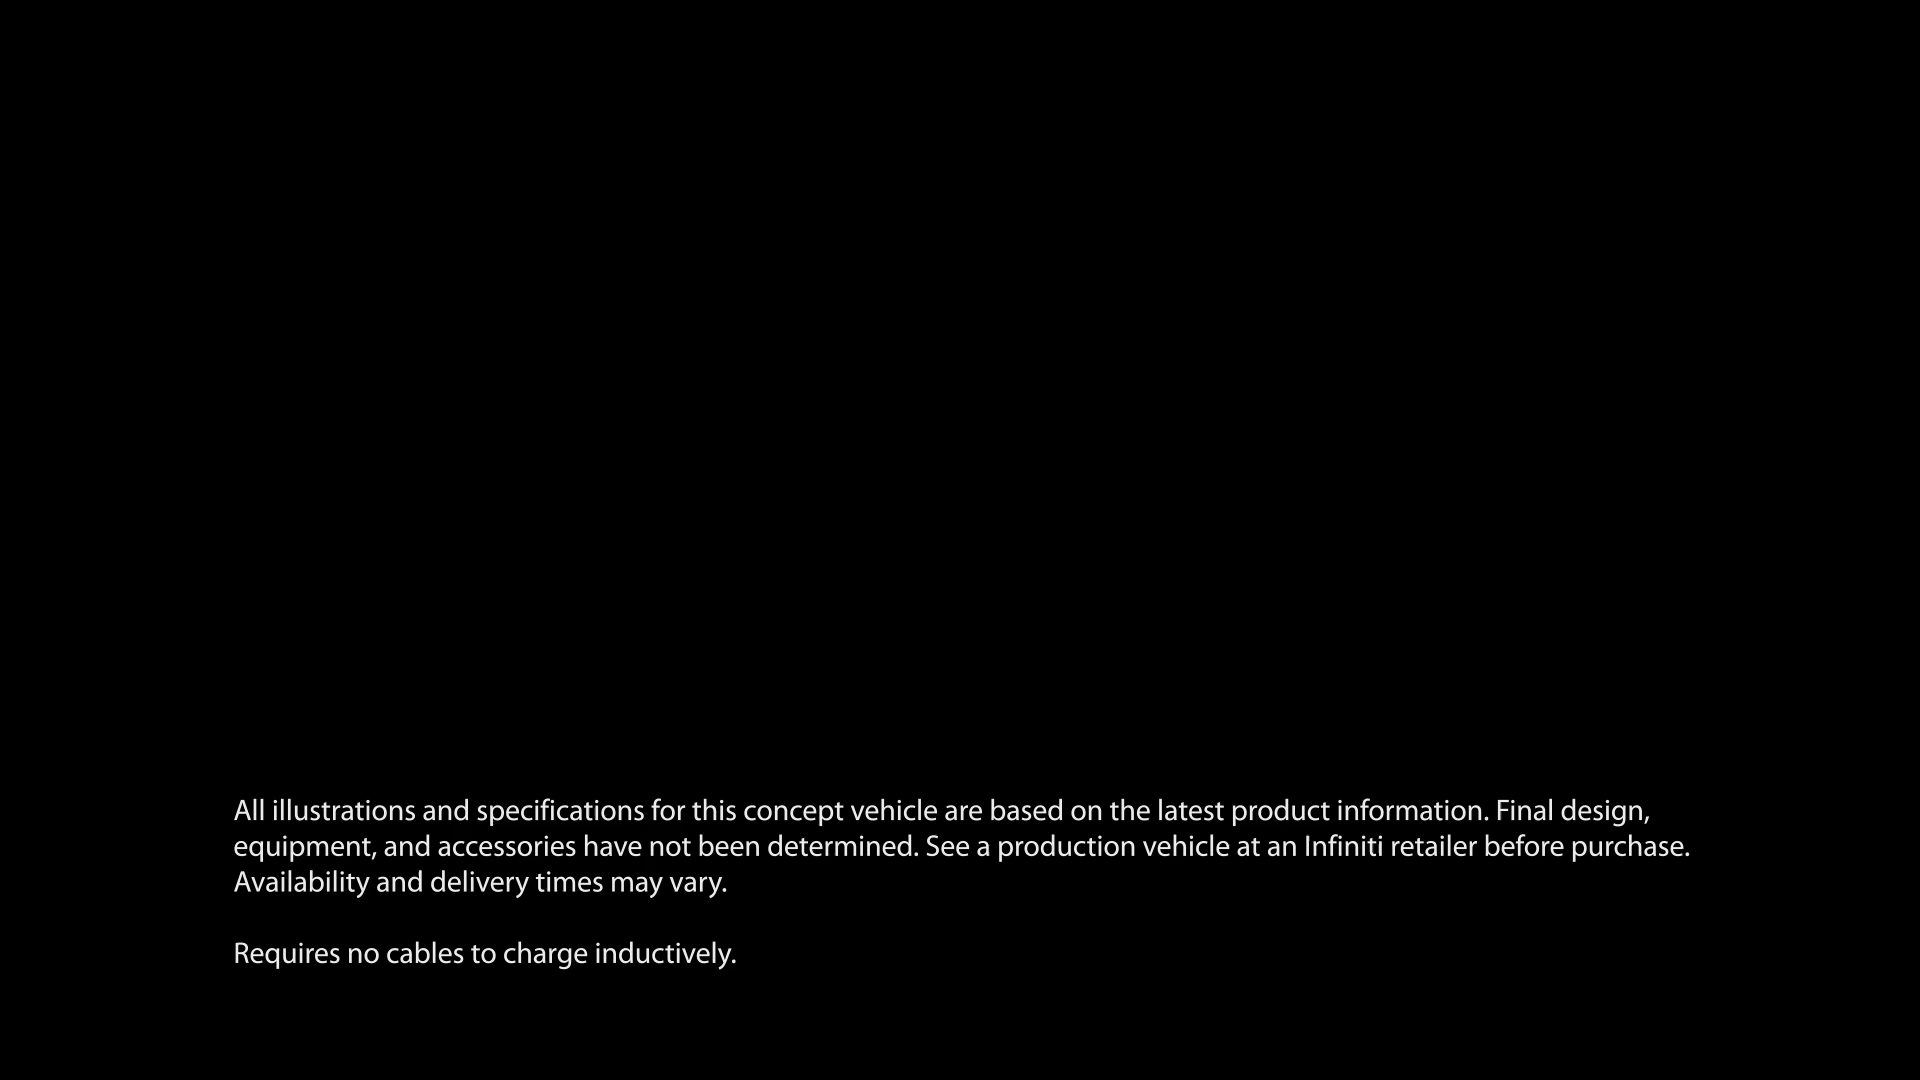 All illustrations and specifications for this concept vehicle are based on the latest product information. Final design,
equipment, and accessories have not been determined. See a production vehicle at an Infiniti retailer before purchase.
Availability and delivery times may vary.
Requires no cables to charge inductively.